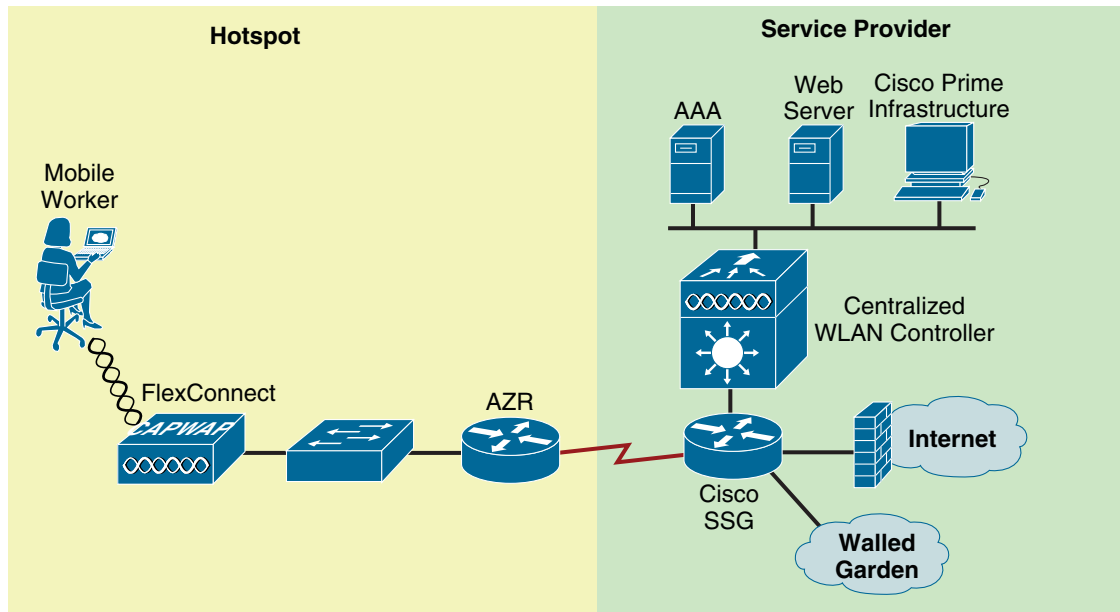 Hotspot
Mobile
Worker
FlexConnect
CAPWAP
AZR
Service Provider
AAA
Web
Server
Cisco Prime
Infrastructure
Centralized
WLAN Controller
Cisco
SSG
Internet
Walled
Garden